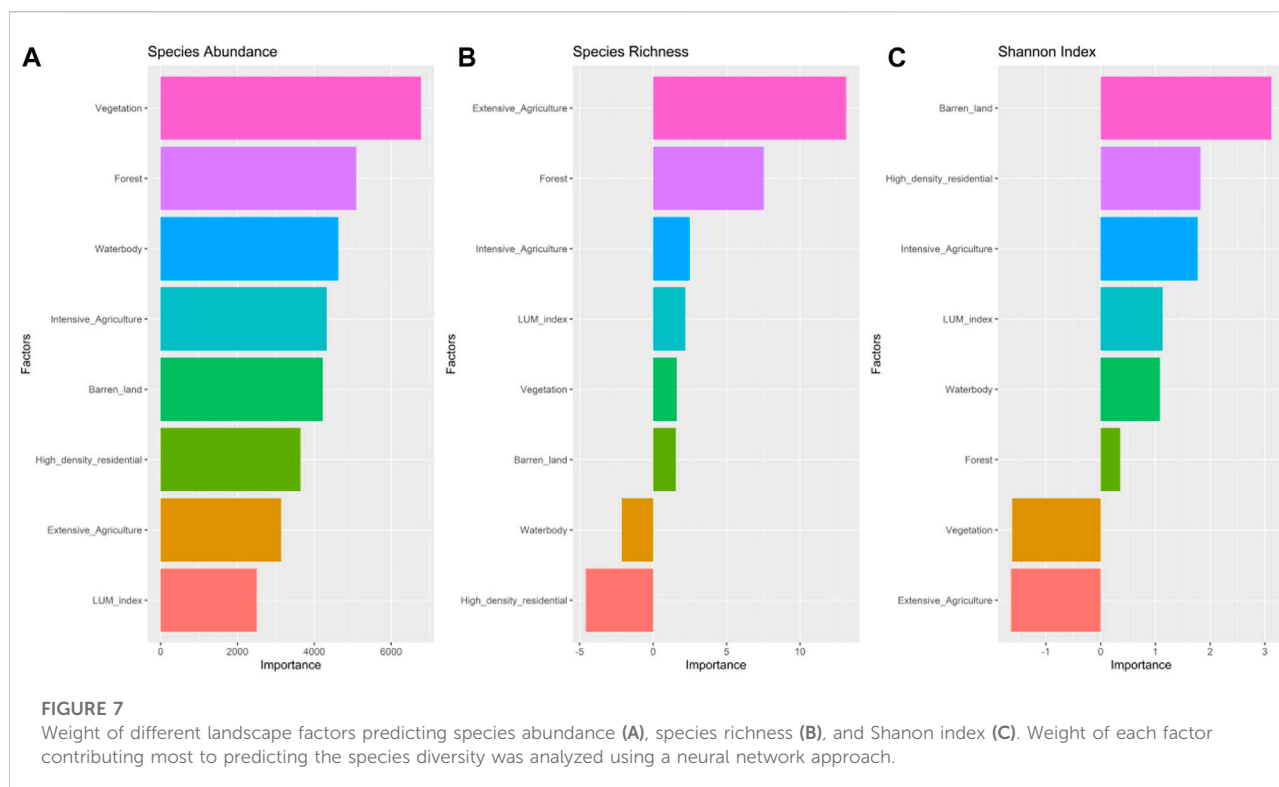 A
Species Abundance
Factors
Vegetation
Forest
Waterbody
Intensive_Agriculture
Barren_land
High_density_residential
Extensive_Agriculture
LUM_index
0 2000 4000 6000
Importance
B
Species Richness
Factors
Extensive_Agriculture
Forest
Intensive_Agriculture
LUM_index
Vegetation
Barren_land
Waterbody
High_density_residential
-5 0 5 10
Importance
C
Shannon Index
Factors
Barren_land
High_density_residential
Intensive_Agriculture
LUM_index
Waterbody
Forest
Vegetation
Extensive_Agriculture
-1 0 1 2 3
Importance
FIGURE 7
Weight of different landscape factors predicting species abundance (A), species richness (B), and Shanon index (C). Weight of each factor
contributing most to predicting the species diversity was analyzed using a neural network approach.